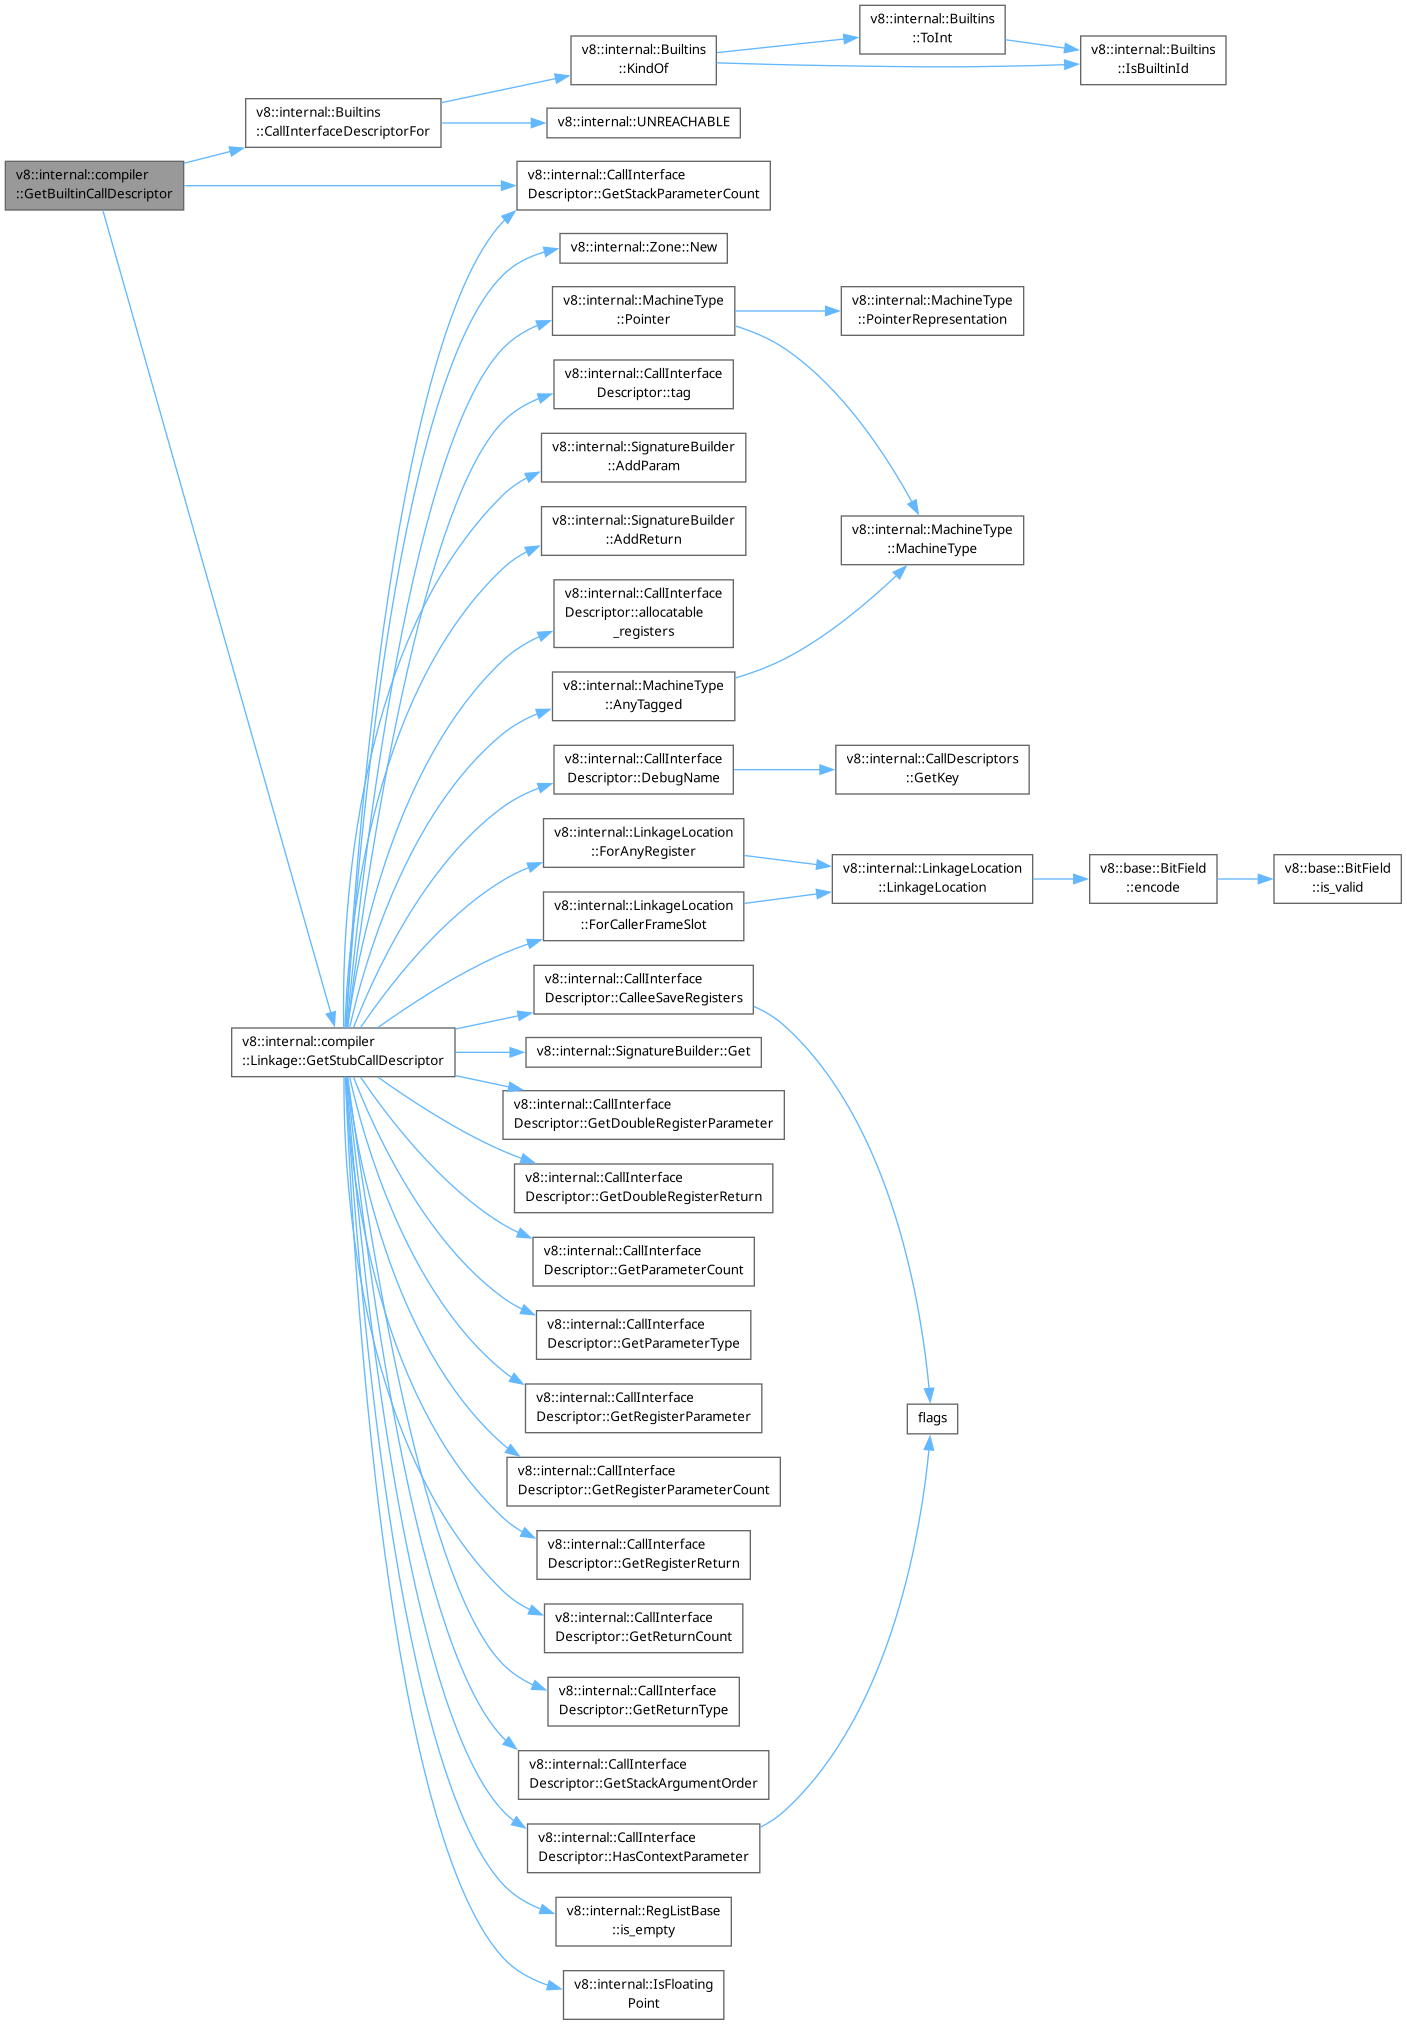 v8::internal::Builtins
::ToInt
v8::internal::Builtins
::KindOf
v8::internal::Builtins
::IsBuiltinId
v8::internal::Builtins
::CallInterfaceDescriptorFor
v8::internal::UNREACHABLE
v8::internal::compiler
::GetBuiltinCallDescriptor
v8::internal::CallInterface
Descriptor::GetStackParameterCount
v8::internal::Zone::New
v8::internal::MachineType
::Pointer
v8::internal::MachineType
::PointerRepresentation
v8::internal::CallInterface
Descriptor::tag
v8::internal::SignatureBuilder
::AddParam
v8::internal::SignatureBuilder
::AddReturn
v8::internal::MachineType
::MachineType
v8::internal::CallInterface
Descriptor::allocatable
_registers
v8::internal::MachineType
::AnyTagged
v8::internal::CallInterface
Descriptor::DebugName
v8::internal::CallDescriptors
::GetKey
v8::internal::LinkageLocation
::ForAnyRegister
v8::internal::LinkageLocation
::LinkageLocation
v8::base::BitField
::encode
v8::base::BitField
::is_valid
v8::internal::LinkageLocation
::ForCallerFrameSlot
v8::internal::CallInterface
Descriptor::CalleeSaveRegisters
v8::internal::compiler
::Linkage::GetStubCallDescriptor
v8::internal::SignatureBuilder::Get
v8::internal::CallInterface
Descriptor::GetDoubleRegisterParameter
v8::internal::CallInterface
Descriptor::GetDoubleRegisterReturn
v8::internal::CallInterface
Descriptor::GetParameterCount
v8::internal::CallInterface
Descriptor::GetParameterType
v8::internal::CallInterface
Descriptor::GetRegisterParameter
flags
v8::internal::CallInterface
Descriptor::GetRegisterParameterCount
v8::internal::CallInterface
Descriptor::GetRegisterReturn
v8::internal::CallInterface
Descriptor::GetReturnCount
v8::internal::CallInterface
Descriptor::GetReturnType
v8::internal::CallInterface
Descriptor::GetStackArgumentOrder
v8::internal::CallInterface
Descriptor::HasContextParameter
v8::internal::RegListBase
::is_empty
v8::internal::IsFloating
Point